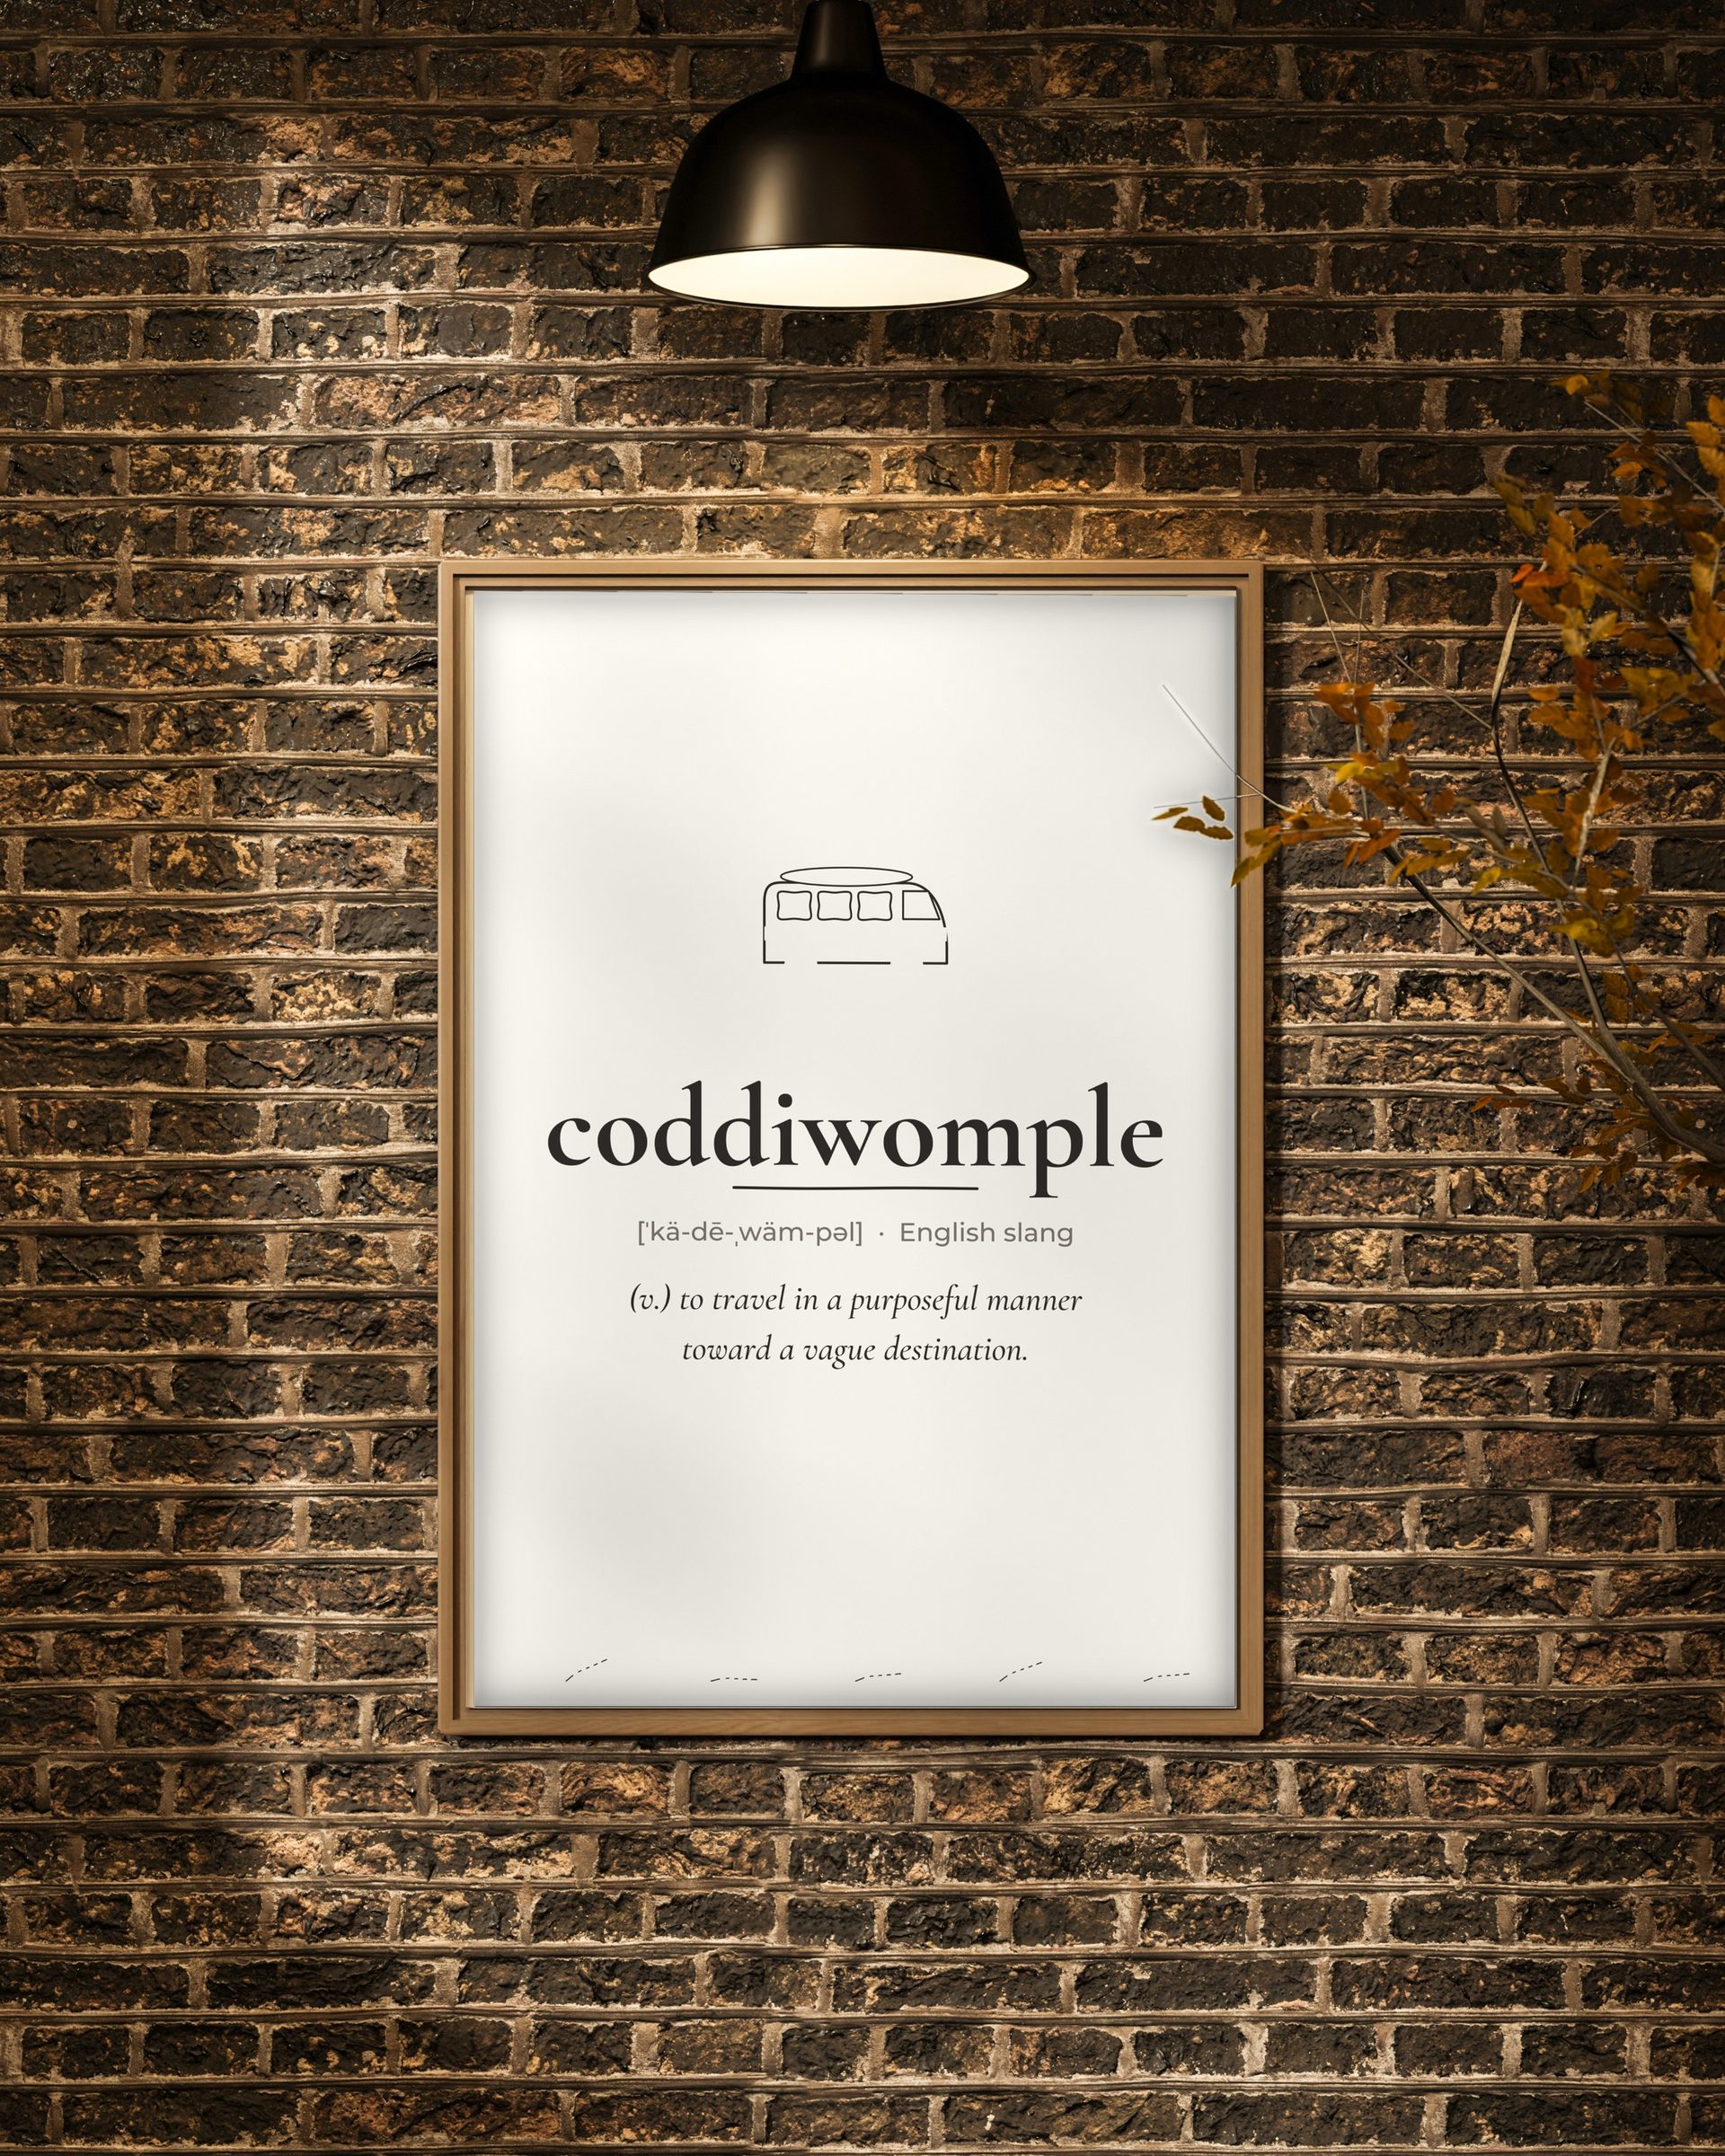 coddiwomple
[ˈkä-dē-ˌwäm-pəl] · English slang
(v.) to travel in a purposeful manner
toward a vague destination.